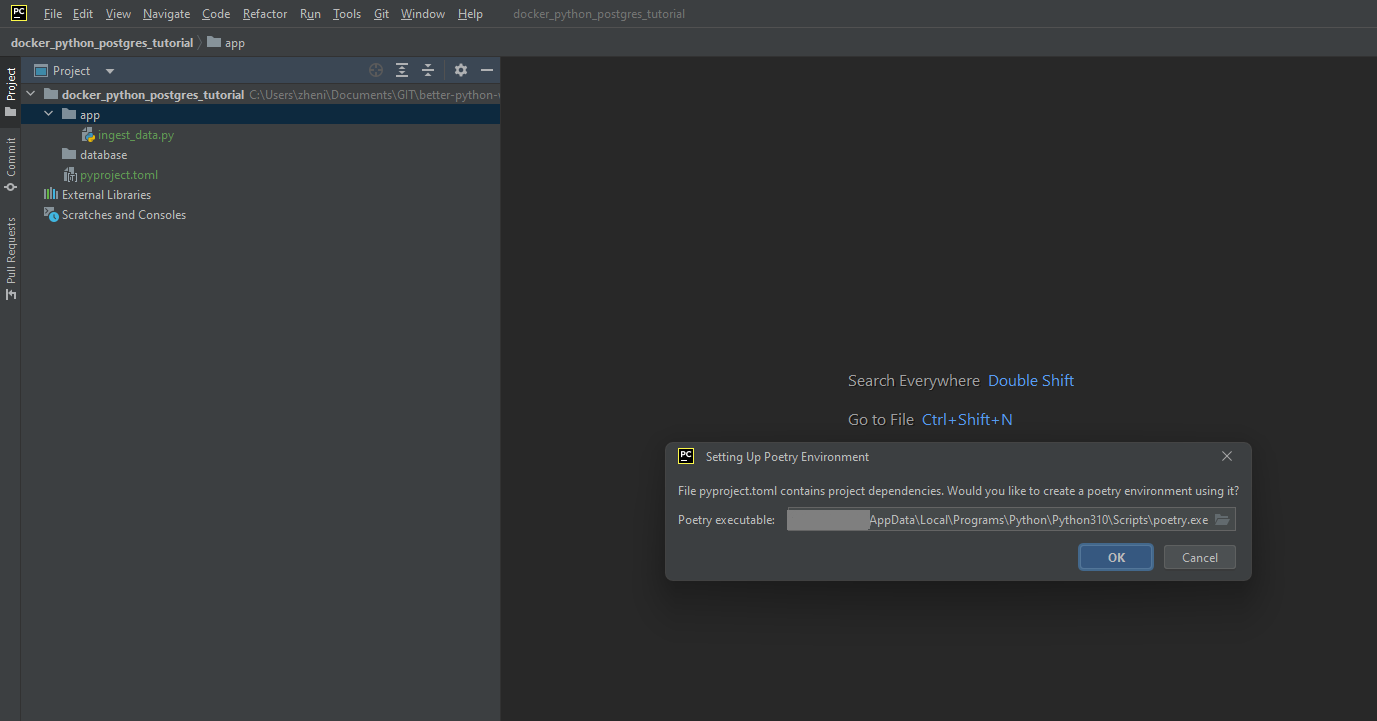 PC File Edit View Navigate Code Refactor Run Tools Git Window Help docker_python_postgres_tutorial
docker_python_postgres_tutorial app
Project
Project
docker_python_postgres_tutorial C:\Users\zheni\Documents\GIT\better-python-
app
ingest_data.py
Commit
database
pyproject.toml
External Libraries
Scratches and Consoles
Pull Requests
Search Everywhere Double Shift
Go to File Ctrl+Shift+N
PC Setting Up Poetry Environment
File pyproject.toml contains project dependencies. Would you like to create a poetry environment using it?
Poetry executable: AppData\Local\Programs\Python\Python310\Scripts\poetry.exe
OK Cancel